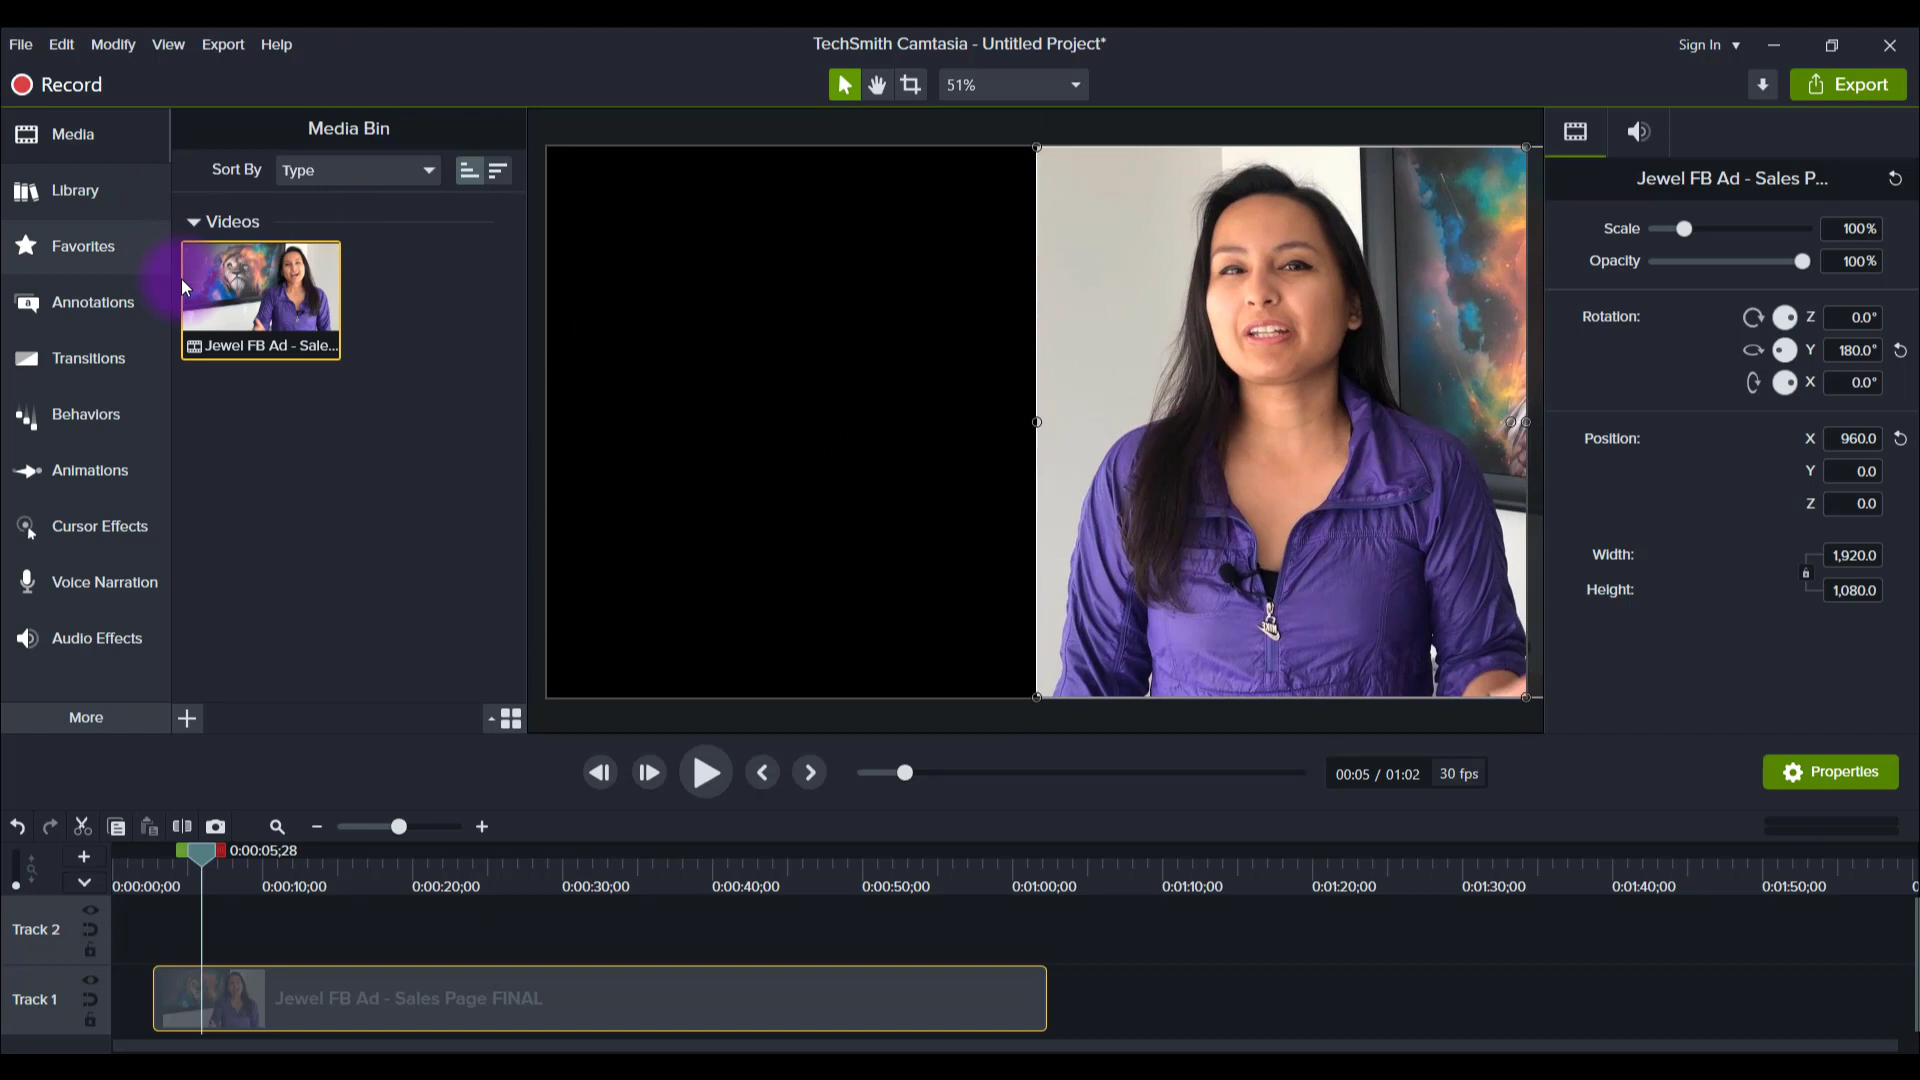 File Edit Modify View Export Help
TechSmith Camtasia - Untitled Project*
Sign In
Record
51%
Export
Media
Library
Favorites
Annotations
Transitions
Behaviors
Animations
Cursor Effects
Voice Narration
Audio Effects
More
Media Bin
Sort By Type
Videos
Jewel FB Ad - Sale...
Jewel FB Ad - Sales P...
Scale 100%
Opacity 100%
Rotation: Z 0.0°
Y 180.0°
X 0.0°
Position: X 960.0
Y 0.0
Z 0.0
Width: 1,920.0
Height: 1,080.0
00:05 / 01:02 30 fps
Properties
0:00:05;28
0:00:00;00 0:00:10;00 0:00:20;00 0:00:30;00 0:00:40;00 0:00:50;00 0:01:00;00 0:01:10;00 0:01:20;00 0:01:30;00 0:01:40;00 0:01:50;00
Track 2
Track 1
Jewel FB Ad - Sales Page FINAL